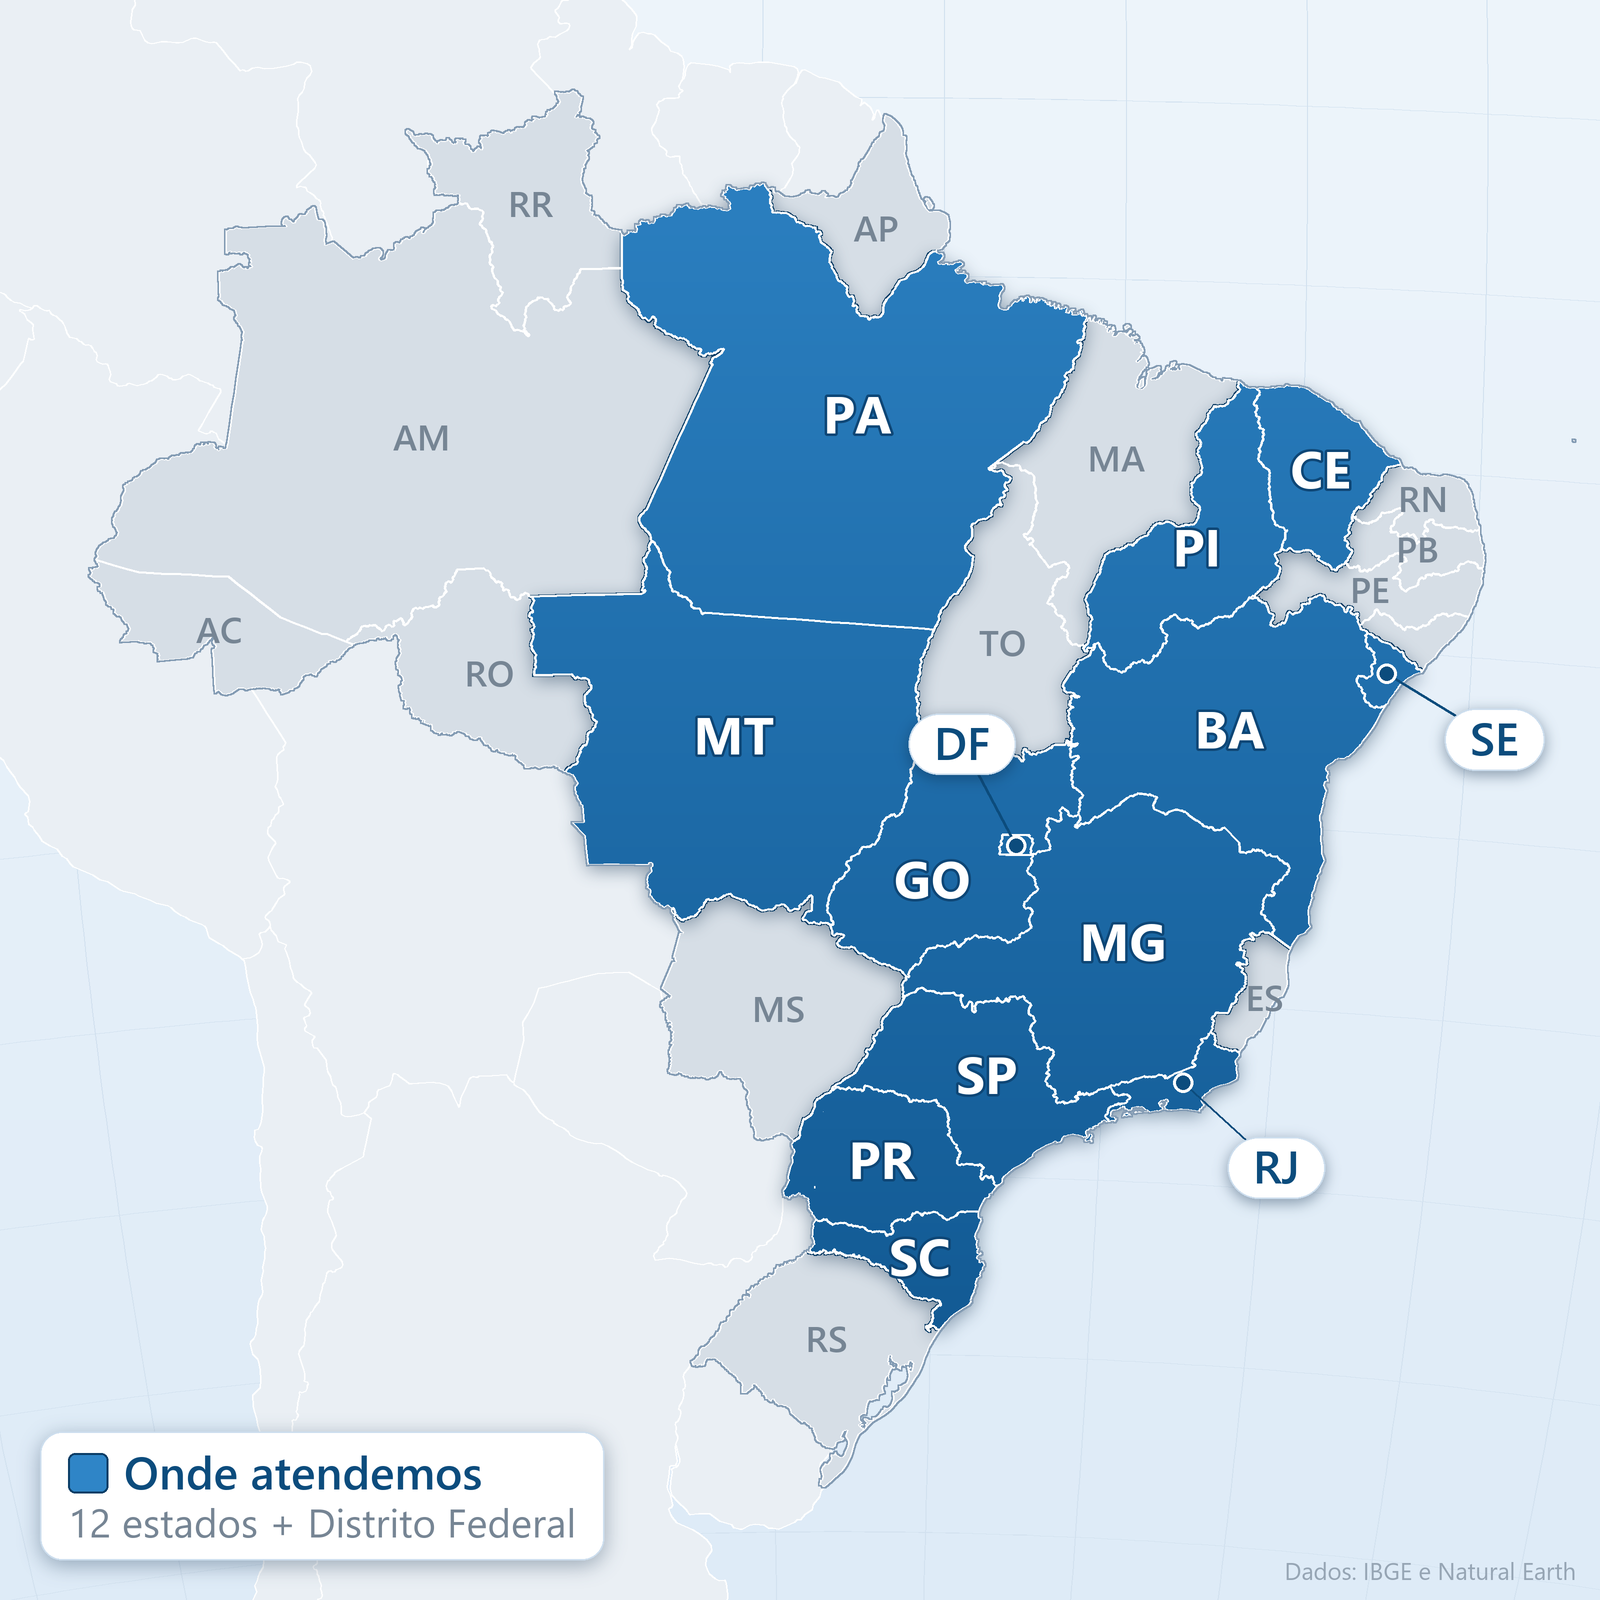 RR
AP
AM
PA
MA
CE
RN
PI
PB
PE
AC
TO
RO
MT
BA
DF
SE
GO
MG
ES
MS
SP
PR
RJ
SC
RS
Onde atendemos
12 estados + Distrito Federal
Dados: IBGE e Natural Earth